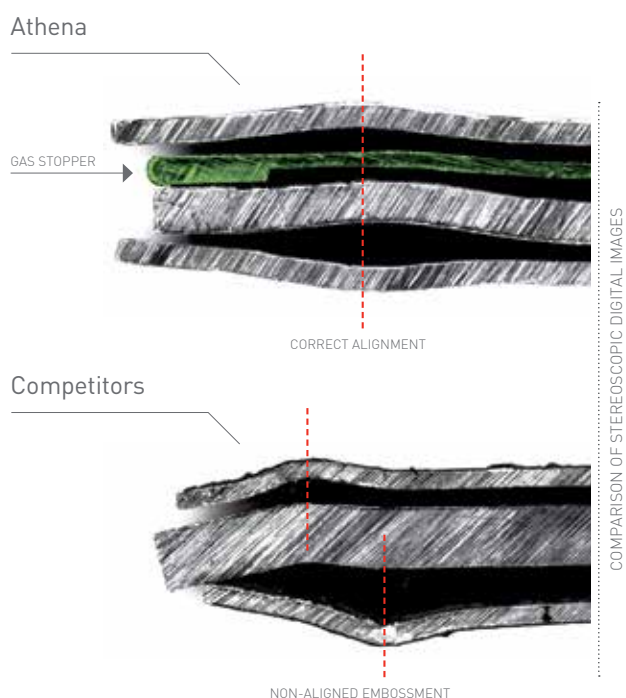 Athena
GAS STOPPER
CORRECT ALIGNMENT
Competitors
NON-ALIGNED EMBOSSMENT
COMPARISON OF STEREOSCOPIC DIGITAL IMAGES